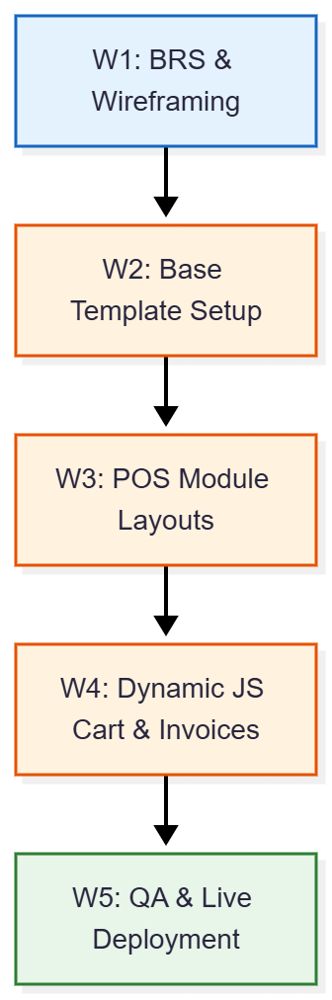 W1: BRS &
Wireframing
W2: Base
Template Setup
W3: POS Module
Layouts
W4: Dynamic JS
Cart & Invoices
W5: QA & Live
Deployment